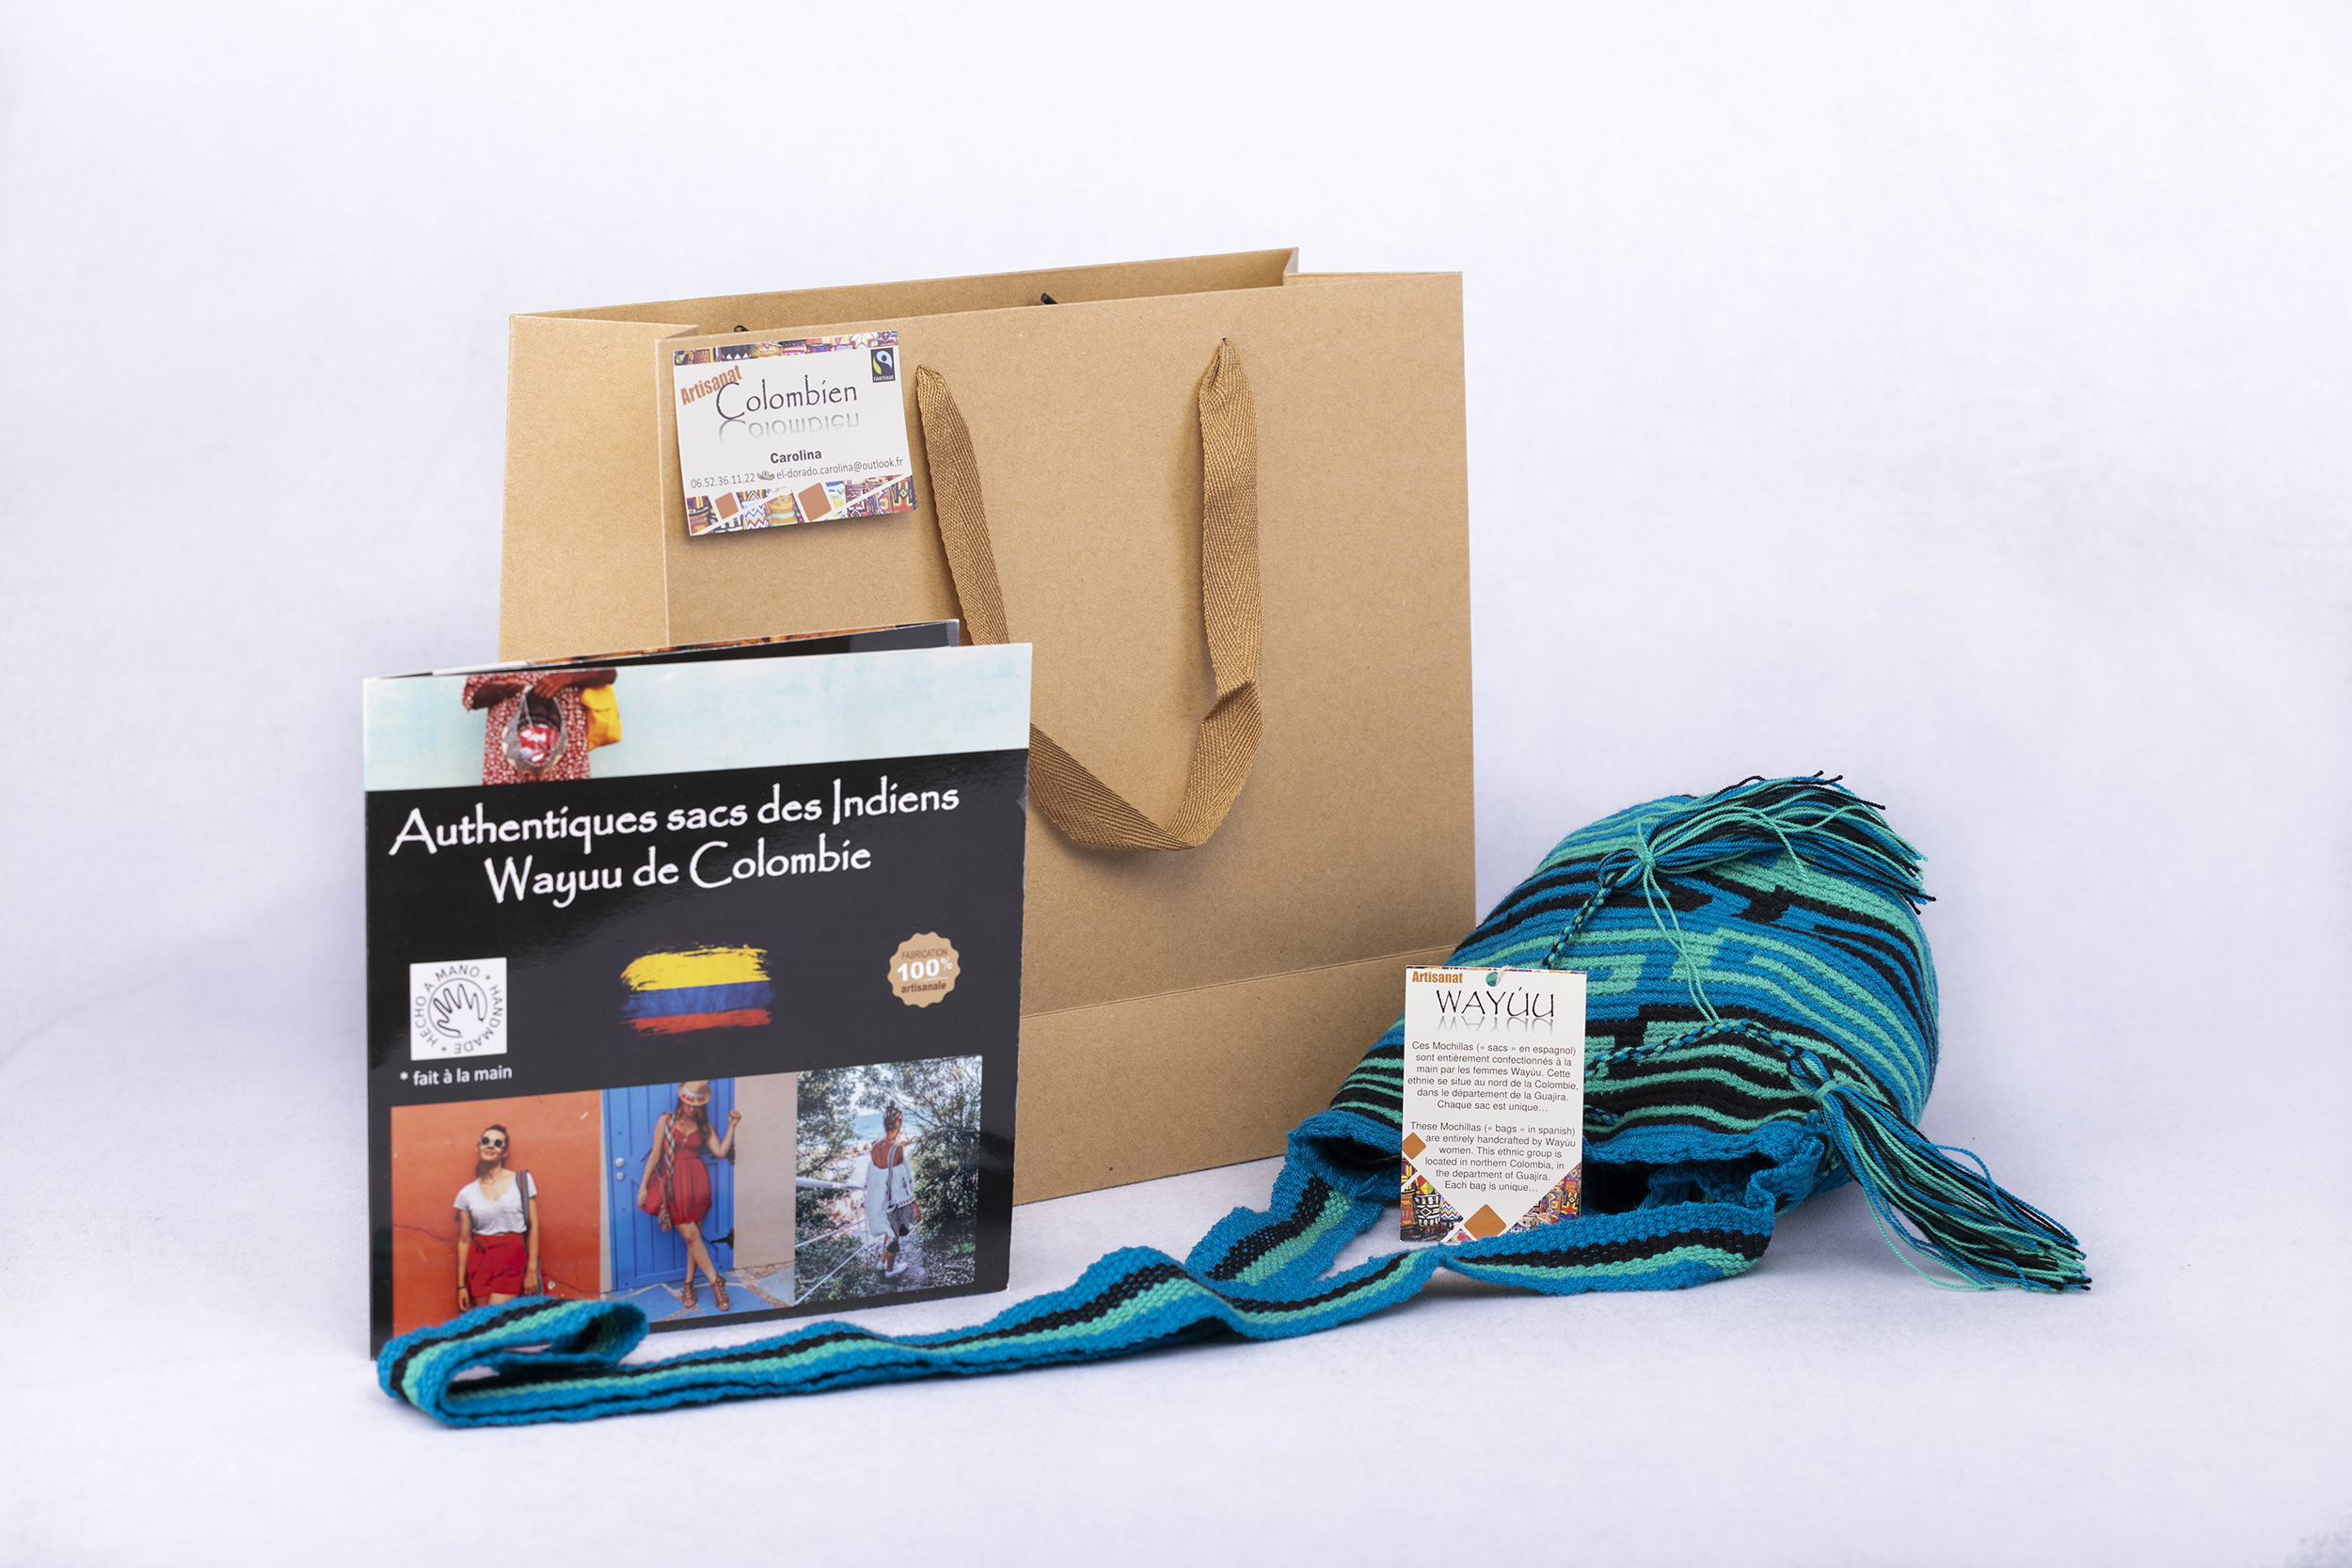 Artisanat
Colombien
FAIRTRADE
Carolina
06.52.36.11.22 el-dorado.carolina@outlook.fr
Authentiques sacs des Indiens
Wayuu de Colombie
HECHO A MANO • HANDMADE •
* fait à la main
FABRICATION
100%
artisanale
Artisanat
WAYÚU
Ces Mochillas (« sacs » en espagnol)
sont entièrement confectionnés à la
main par les femmes Wayúu. Cette
ethnie se situe au nord de la Colombie,
dans le département de la Guajira.
Chaque sac est unique...
These Mochillas (« bags » in spanish)
are entirely handcrafted by Wayúu
women. This ethnic group is
located in northern Colombia, in
the department of Guajira.
Each bag is unique...